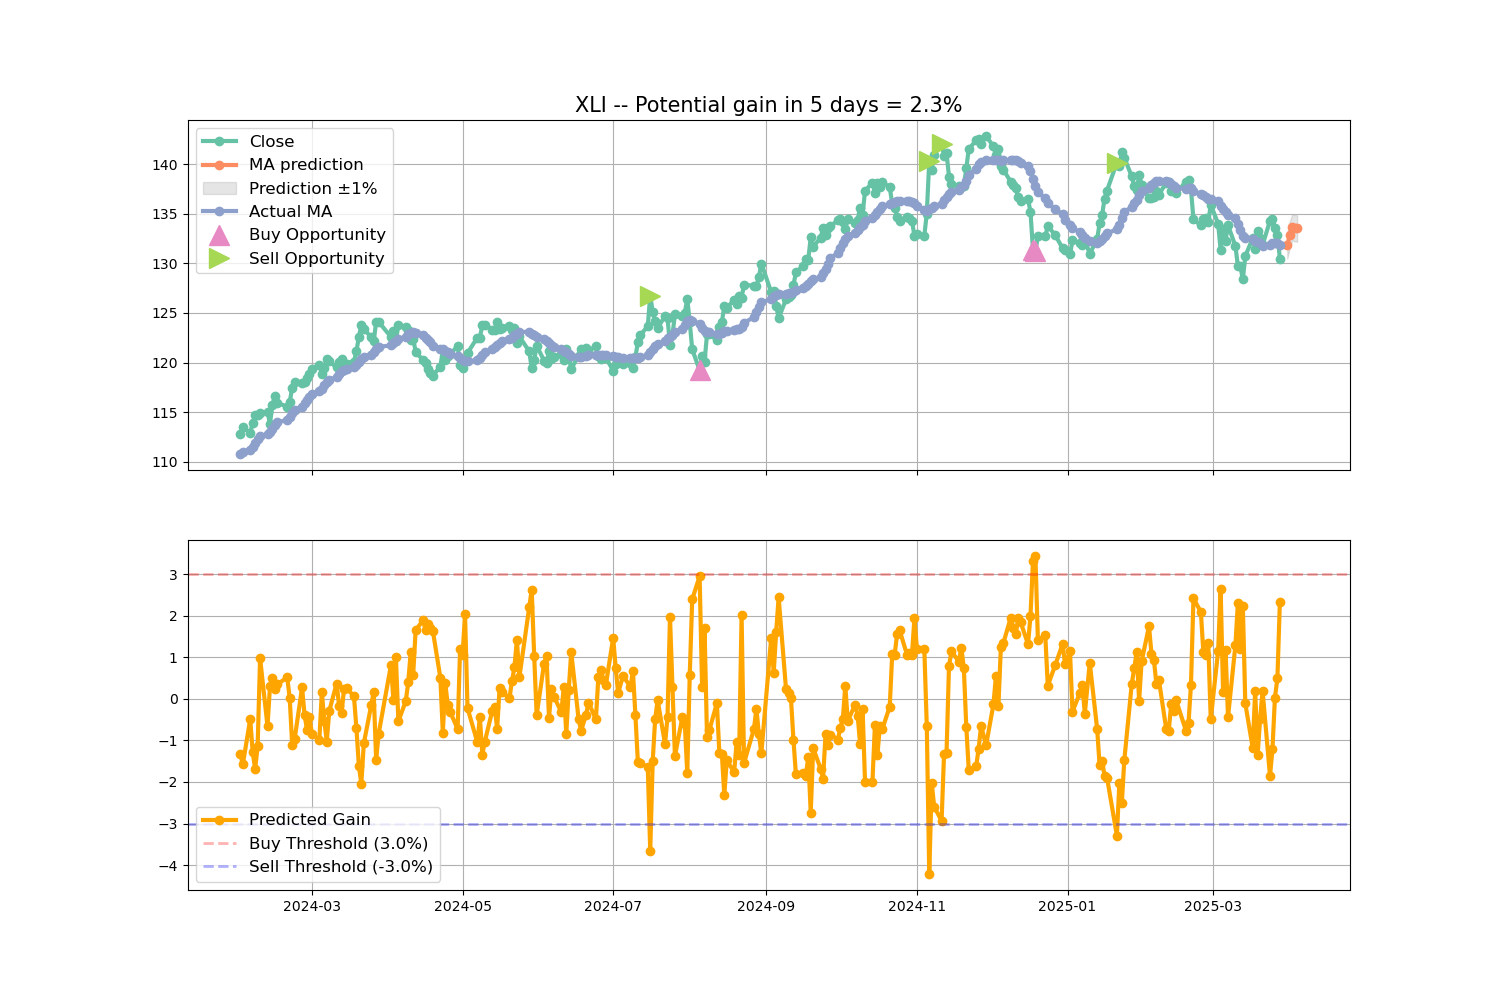 XLI -- Potential gain in 5 days = 2.3%
Close
MA prediction
Prediction ±1%
Actual MA
Buy Opportunity
Sell Opportunity
140
135
130
125
120
115
110
3
2
1
0
−1
−2
−3
−4
Predicted Gain
Buy Threshold (3.0%)
Sell Threshold (-3.0%)
2024-03 2024-05 2024-07 2024-09 2024-11 2025-01 2025-03